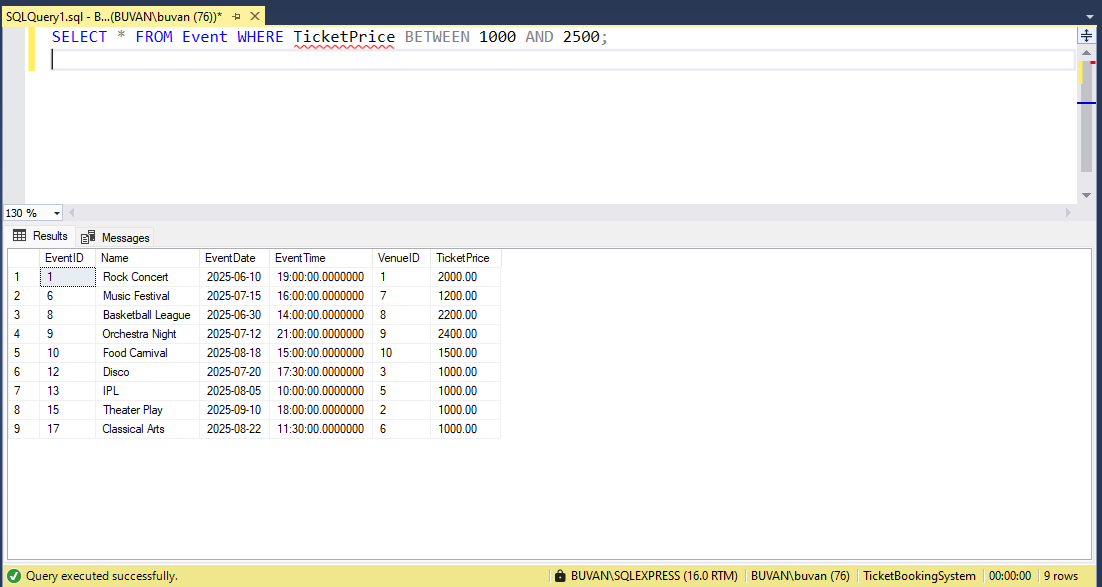 SQLQuery1.sql - B...(BUVAN\buvan (76))*
SELECT * FROM Event WHERE TicketPrice BETWEEN 1000 AND 2500;
130 %
Results Messages
EventID Name EventDate EventTime VenueID TicketPrice
1 1 Rock Concert 2025-06-10 19:00:00.0000000 1 2000.00
2 6 Music Festival 2025-07-15 16:00:00.0000000 7 1200.00
3 8 Basketball League 2025-06-30 14:00:00.0000000 8 2200.00
4 9 Orchestra Night 2025-07-12 21:00:00.0000000 9 2400.00
5 10 Food Carnival 2025-08-18 15:00:00.0000000 10 1500.00
6 12 Disco 2025-07-20 17:30:00.0000000 3 1000.00
7 13 IPL 2025-08-05 10:00:00.0000000 5 1000.00
8 15 Theater Play 2025-09-10 18:00:00.0000000 2 1000.00
9 17 Classical Arts 2025-08-22 11:30:00.0000000 6 1000.00
Query executed successfully. BUVAN\SQLEXPRESS (16.0 RTM) BUVAN\buvan (76) TicketBookingSystem 00:00:00 9 rows